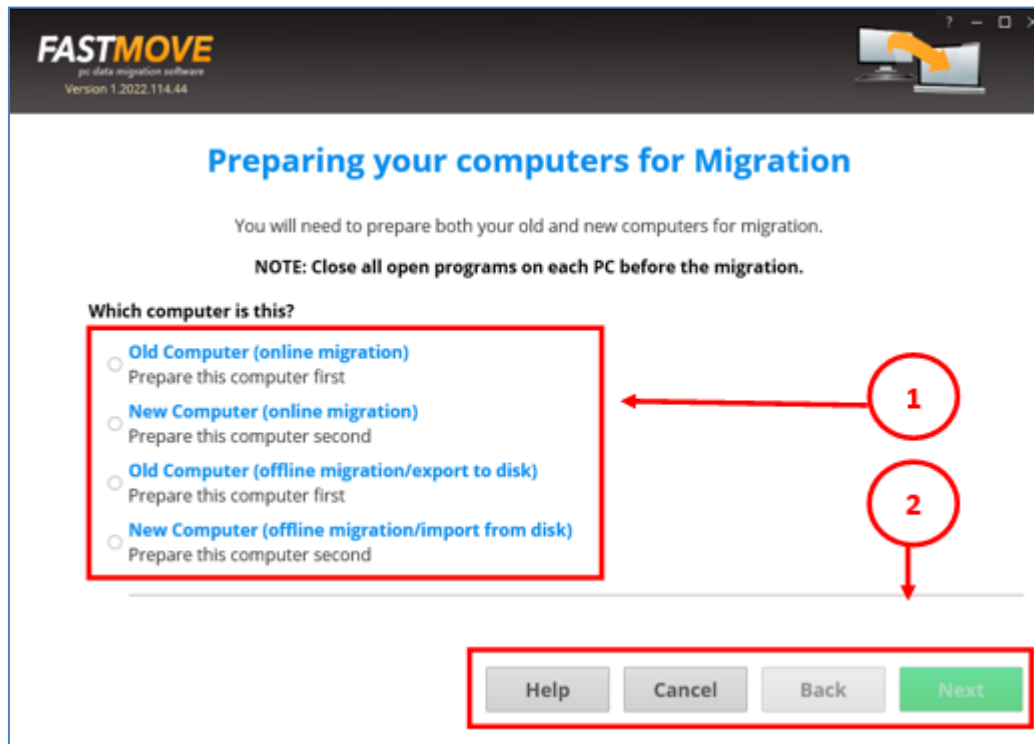 FASTMOVE
pc data migration software
Version 1.2022.114.44
?
Preparing your computers for Migration
You will need to prepare both your old and new computers for migration.
NOTE: Close all open programs on each PC before the migration.
Which computer is this?
Old Computer (online migration)
Prepare this computer first
New Computer (online migration)
Prepare this computer second
Old Computer (offline migration/export to disk)
Prepare this computer first
New Computer (offline migration/import from disk)
Prepare this computer second
1
2
Help Cancel Back Next